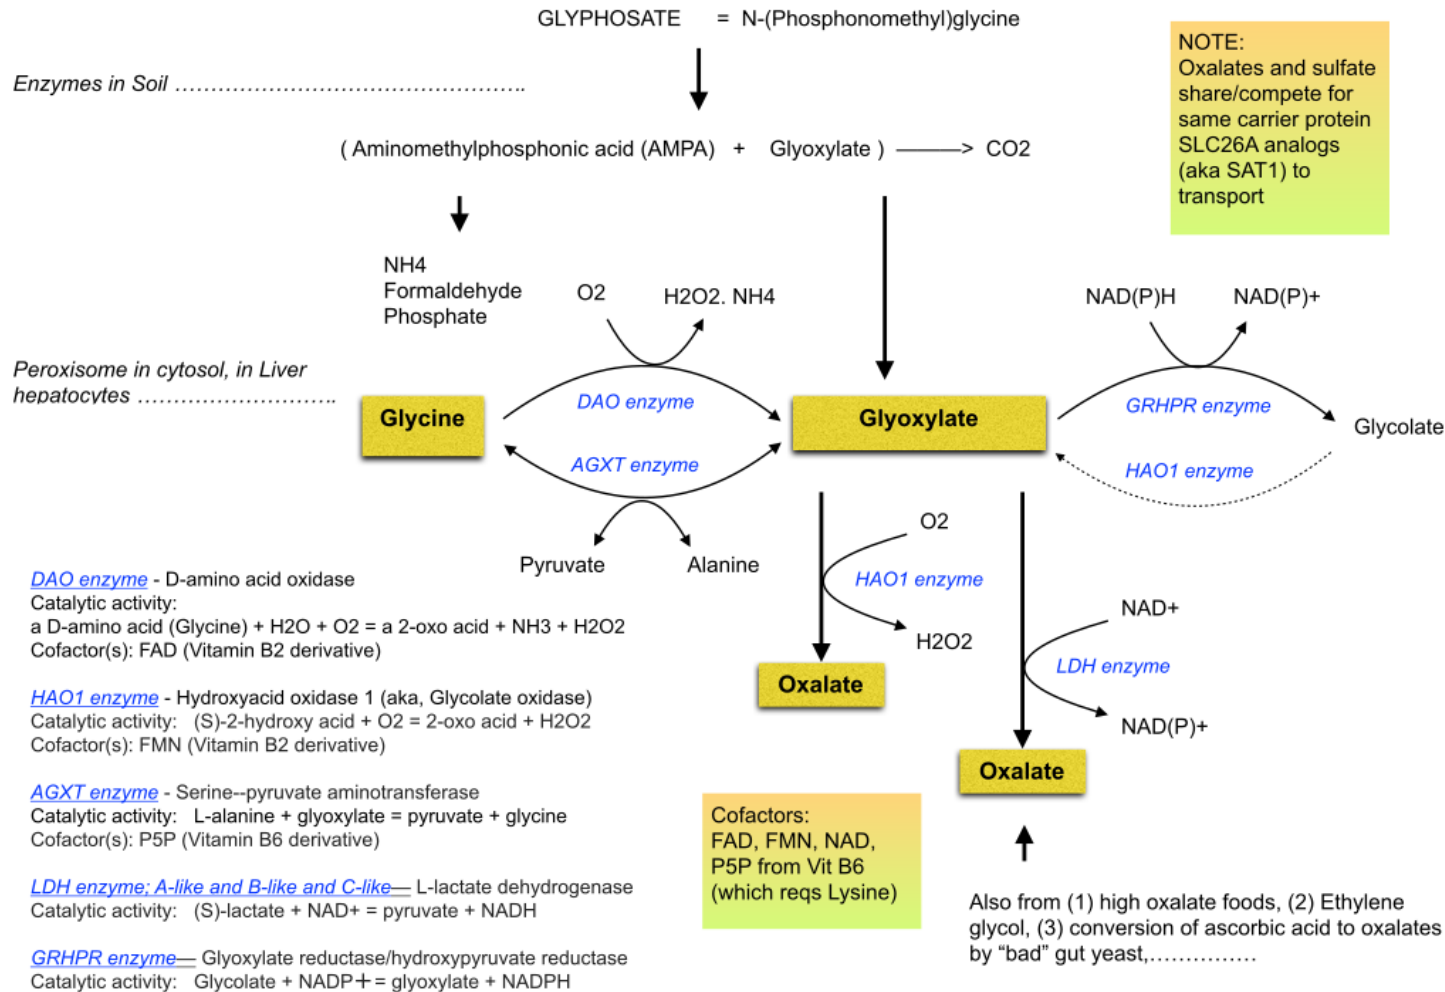 GLYPHOSATE = N-(Phosphonomethyl)glycine
NOTE:
Oxalates and sulfate
share/compete for
same carrier protein
SLC26A analogs
(aka SAT1) to
transport
Enzymes in Soil ……………………………………………..
( Aminomethylphosphonic acid (AMPA) + Glyoxylate ) ———> CO2
NH4
Formaldehyde
Phosphate
O2
H2O2. NH4
NAD(P)H
NAD(P)+
Peroxisome in cytosol, in Liver
hepatocytes ……………………….
Glycine
DAO enzyme
AGXT enzyme
Glyoxylate
GRHPR enzyme
HAO1 enzyme
Glycolate
Pyruvate
Alanine
O2
HAO1 enzyme
H2O2
Oxalate
NAD+
LDH enzyme
NAD(P)+
Oxalate
DAO enzyme - D-amino acid oxidase
Catalytic activity:
a D-amino acid (Glycine) + H2O + O2 = a 2-oxo acid + NH3 + H2O2
Cofactor(s): FAD (Vitamin B2 derivative)
HAO1 enzyme - Hydroxyacid oxidase 1 (aka, Glycolate oxidase)
Catalytic activity: (S)-2-hydroxy acid + O2 = 2-oxo acid + H2O2
Cofactor(s): FMN (Vitamin B2 derivative)
AGXT enzyme - Serine--pyruvate aminotransferase
Catalytic activity: L-alanine + glyoxylate = pyruvate + glycine
Cofactor(s): P5P (Vitamin B6 derivative)
LDH enzyme; A-like and B-like and C-like— L-lactate dehydrogenase
Catalytic activity: (S)-lactate + NAD+ = pyruvate + NADH
GRHPR enzyme— Glyoxylate reductase/hydroxypyruvate reductase
Catalytic activity: Glycolate + NADP+ = glyoxylate + NADPH
Cofactors:
FAD, FMN, NAD,
P5P from Vit B6
(which reqs Lysine)
Also from (1) high oxalate foods, (2) Ethylene
glycol, (3) conversion of ascorbic acid to oxalates
by “bad” gut yeast,……………